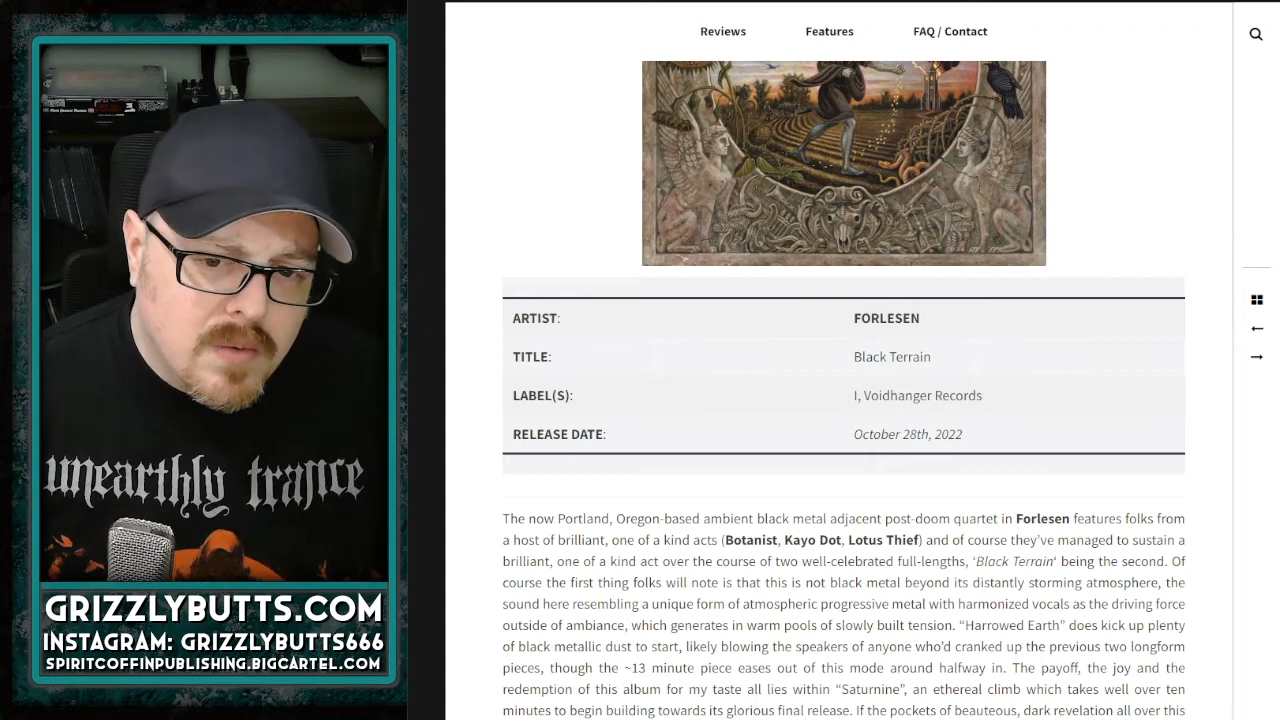 unearthly trance
GRIZZLYBUTTS.COM
INSTAGRAM: GRIZZLYBUTTS666
SPIRITCOFFINPUBLISHING.BIGCARTEL.COM
Reviews Features FAQ / Contact
ARTIST: FORLESEN
TITLE: Black Terrain
LABEL(S): I, Voidhanger Records
RELEASE DATE: October 28th, 2022
The now Portland, Oregon-based ambient black metal adjacent post-doom quartet in Forlesen features folks from
a host of brilliant, one of a kind acts (Botanist, Kayo Dot, Lotus Thief) and of course they've managed to sustain a
brilliant, one of a kind act over the course of two well-celebrated full-lengths, ‘Black Terrain‘ being the second. Of
course the first thing folks will note is that this is not black metal beyond its distantly storming atmosphere, the
sound here resembling a unique form of atmospheric progressive metal with harmonized vocals as the driving force
outside of ambiance, which generates in warm pools of slowly built tension. “Harrowed Earth” does kick up plenty
of black metallic dust to start, likely blowing the speakers of anyone who'd cranked up the previous two longform
pieces, though the ~13 minute piece eases out of this mode around halfway in. The payoff, the joy and the
redemption of this album for my taste all lies within “Saturnine”, an ethereal climb which takes well over ten
minutes to begin building towards its glorious final release. If the pockets of beauteous, dark revelation all over this